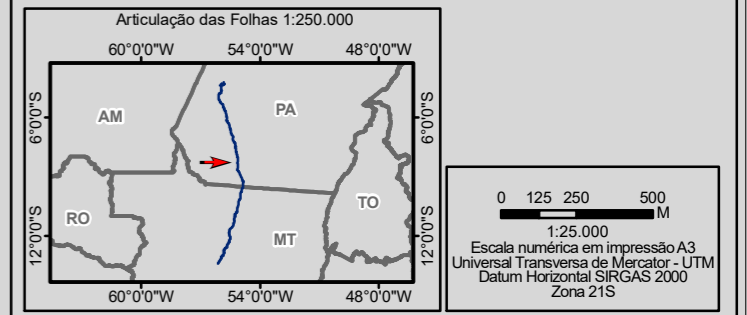 Articulação das Folhas 1:250.000
60°0'0"W 54°0'0"W 48°0'0"W
6°0'0"S 6°0'0"S
AM PA
RO TO
MT
12°0'0"S 12°0'0"S
60°0'0"W 54°0'0"W 48°0'0"W
0 125 250 500
M
1:25.000
Escala numérica em impressão A3
Universal Transversa de Mercator - UTM
Datum Horizontal SIRGAS 2000
Zona 21S